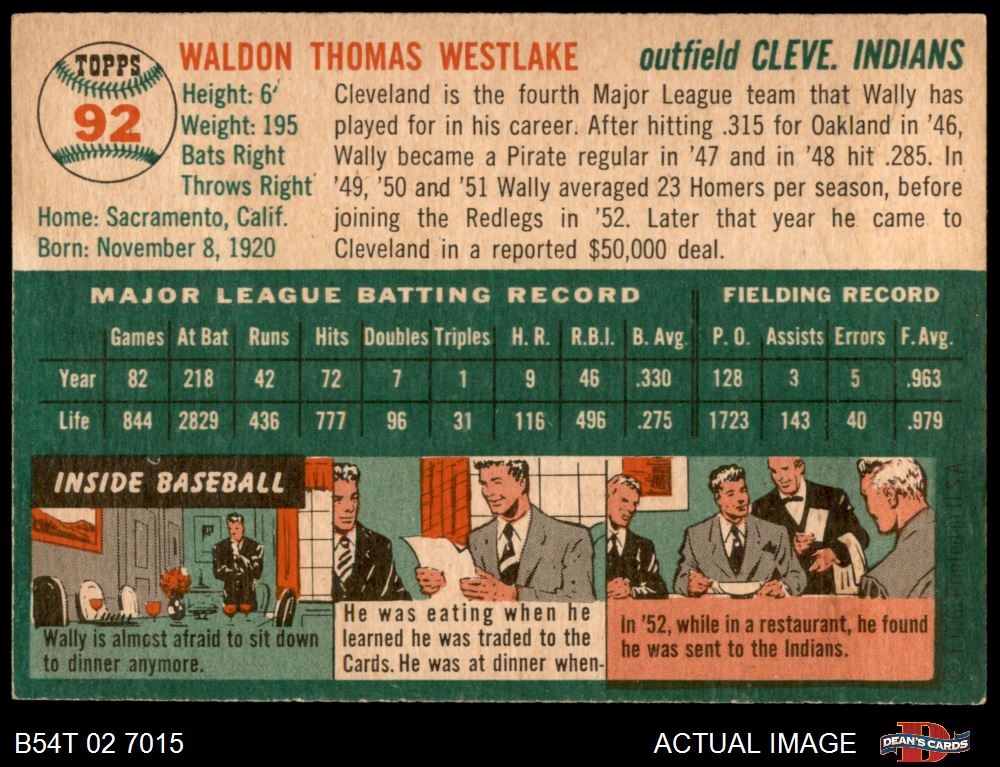 TOPPS
92
WALDON THOMAS WESTLAKE
outfield CLEVE. INDIANS
Height: 6'
Weight: 195
Bats Right
Throws Right
Home: Sacramento, Calif.
Born: November 8, 1920
Cleveland is the fourth Major League team that Wally has
played for in his career. After hitting .315 for Oakland in '46,
Wally became a Pirate regular in '47 and in '48 hit .285. In
'49, '50 and '51 Wally averaged 23 Homers per season, before
joining the Redlegs in '52. Later that year he came to
Cleveland in a reported $50,000 deal.
MAJOR LEAGUE BATTING RECORD FIELDING RECORD
Games At Bat Runs Hits Doubles Triples H. R. R.B.I. B. Avg. P. O. Assists Errors F. Avg.
Year 82 218 42 72 7 1 9 46 .330 128 3 5 .963
Life 844 2829 436 777 96 31 116 496 .275 1723 143 40 .979
INSIDE BASEBALL
Wally is almost afraid to sit down
to dinner anymore.
He was eating when he
learned he was traded to the
Cards. He was at dinner when-
In '52, while in a restaurant, he found
he was sent to the Indians.
B54T 02 7015
ACTUAL IMAGE
D
DEAN'S CARDS